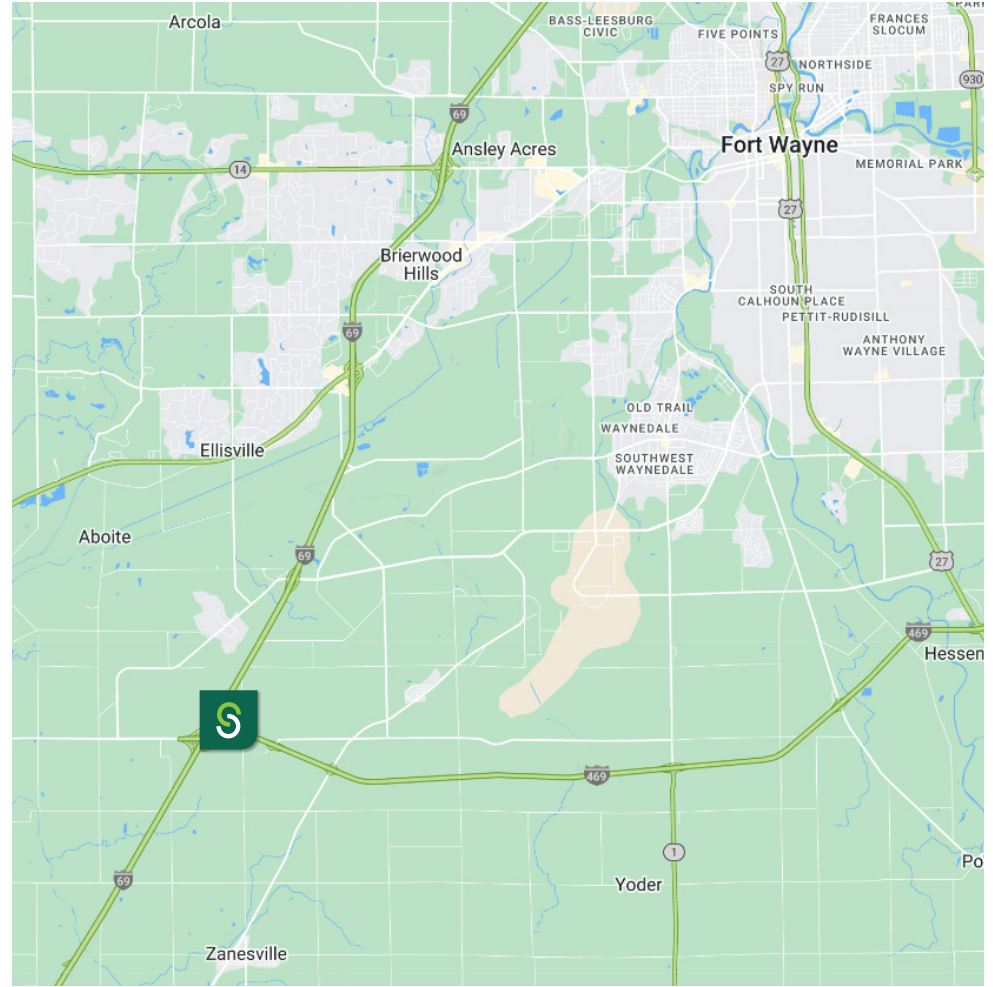 PAR
Arcola
BASS-LEESBURG
CIVIC
FRANCES
SLOCUM
FIVE POINTS
27
NORTHSIDE
930
SPY RUN
69
Fort Wayne
Ansley Acres
MEMORIAL PARK
14
27
Brierwood
Hills
SOUTH
CALHOUN PLACE
PETTIT-RUDISILL
69
ANTHONY
WAYNE VILLAGE
OLD TRAIL
WAYNEDALE
Ellisville
SOUTHWEST
WAYNEDALE
Aboite
69
27
469
Hessen
469
1
Po
69
Yoder
Zanesville